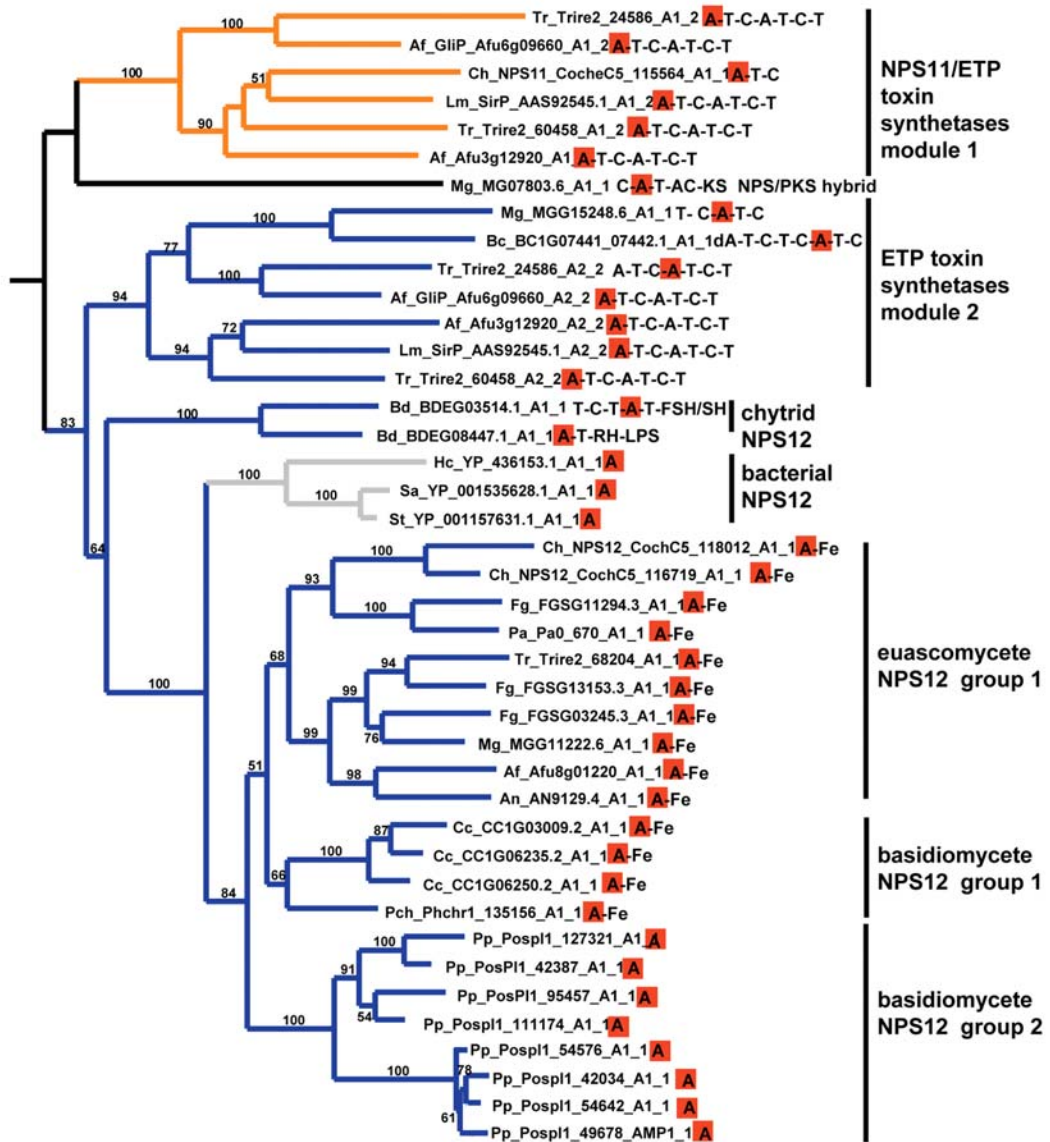 100
Tr_Trire2_24586_A1_2 A-T-C-A-T-C-T
Af_GliP_Afu6g09660_A1_2 A-T-C-A-T-C-T
100
51
Ch_NPS11_CocheC5_115564_A1_1 A-T-C
Lm_SirP_AAS92545.1_A1_2 A-T-C-A-T-C-T
90
Tr_Trire2_60458_A1_2 A-T-C-A-T-C-T
Af_Afu3g12920_A1 A-T-C-A-T-C-T
NPS11/ETP
toxin
synthetases
module 1
Mg_MG07803.6_A1_1 C-A-T-AC-KS NPS/PKS hybrid
100
Mg_MGG15248.6_A1_1 T- C-A-T-C
77
Bc_BC1G07441_07442.1_A1_1dA-T-C-T-C-A-T-C
94
100
Tr_Trire2_24586_A2_2 A-T-C-A-T-C-T
Af_GliP_Afu6g09660_A2_2 A-T-C-A-T-C-T
72
Af_Afu3g12920_A2_2 A-T-C-A-T-C-T
94
Lm_SirP_AAS92545.1_A2_2 A-T-C-A-T-C-T
Tr_Trire2_60458_A2_2 A-T-C-A-T-C-T
ETP toxin
synthetases
module 2
83
100
Bd_BDEG03514.1_A1_1 T-C-T-A-T-FSH/SH
Bd_BDEG08447.1_A1_1 A-T-RH-LPS
chytrid
NPS12
64
100
Hc_YP_436153.1_A1_1 A
100
Sa_YP_001535628.1_A1_1 A
St_YP_001157631.1_A1_1 A
bacterial
NPS12
100
100
Ch_NPS12_CochC5_118012_A1_1 A-Fe
93
Ch_NPS12_CochC5_116719_A1_1 A-Fe
100
Fg_FGSG11294.3_A1_1 A-Fe
Pa_Pa0_670_A1_1 A-Fe
68
94
Tr_Trire2_68204_A1_1 A-Fe
99
Fg_FGSG13153.3_A1_1 A-Fe
Fg_FGSG03245.3_A1_1 A-Fe
99
76
Mg_MGG11222.6_A1_1 A-Fe
98
Af_Afu8g01220_A1_1 A-Fe
An_AN9129.4_A1_1 A-Fe
euascomycete
NPS12 group 1
51
87
Cc_CC1G03009.2_A1_1 A-Fe
100
Cc_CC1G06235.2_A1_1 A-Fe
66
Cc_CC1G06250.2_A1_1 A-Fe
Pch_Phchr1_135156_A1_1 A-Fe
basidiomycete
NPS12 group 1
84
100
Pp_Pospl1_127321_A1_1 A
91
Pp_PosPl1_42387_A1_1 A
Pp_PosPl1_95457_A1_1 A
54
100
Pp_Pospl1_111174_A1_1 A
Pp_Pospl1_54576_A1_1 A
100
78
Pp_Pospl1_42034_A1_1 A
Pp_Pospl1_54642_A1_1 A
61
Pp_Pospl1_49678_AMP1_1 A
basidiomycete
NPS12 group 2